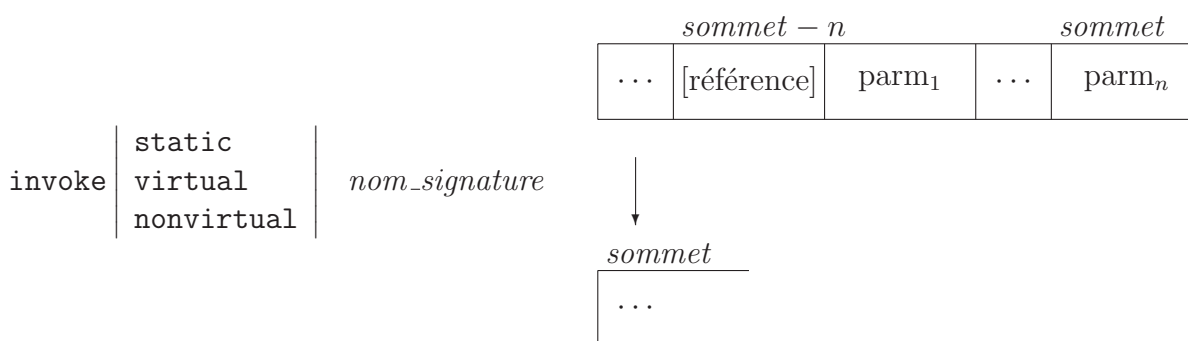 sommet − n sommet
… [référence] parm₁ … parmₙ
static
invoke virtual nom_signature
nonvirtual
sommet
…